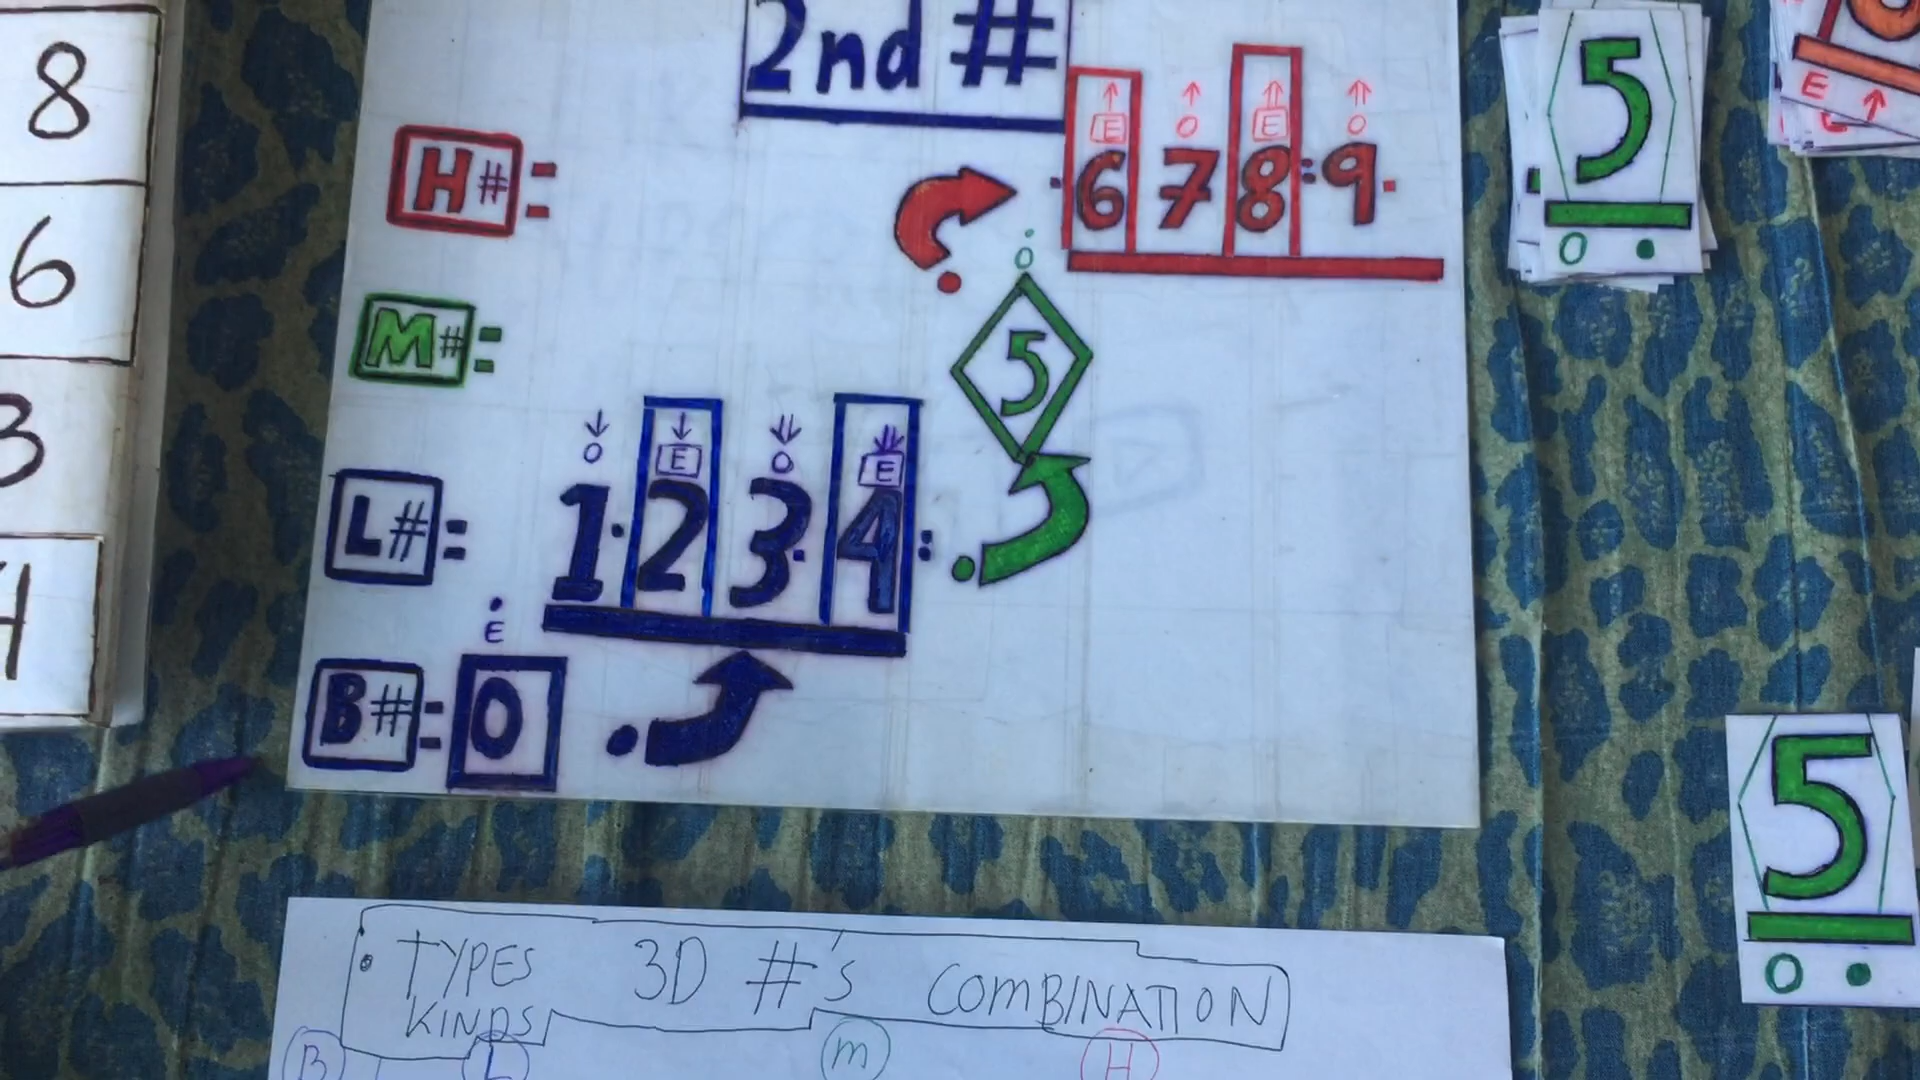 8
6
3
4
2nd #
↑ ↑ ⇈ ⇈
E O E O
H#: · 6 7 8 : 9 ·
M#:
·
O
5
↓ ↓ ⇊ ⇊
O E O E
L#: 1 · 2 3 · 4 :
·
E
B#: 0
5
O •
E ↑
5
O •
• TYPES 3D #'s COMBINATION
KINDS
B L M H